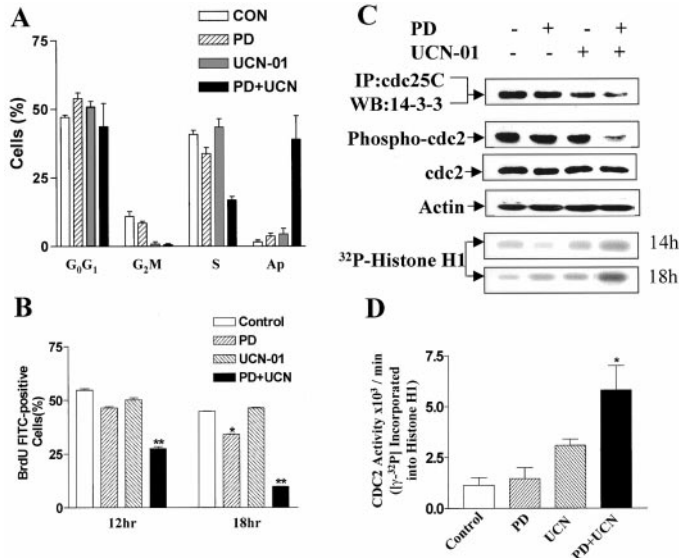 A
CON
PD
UCN-01
PD+UCN
Cells (%)
75
50
25
0
G₀G₁ G₂M S Ap
B
Control
PD
UCN-01
PD+UCN
BrdU FITC-positive
Cells(%)
75
50
25
0
** * **
12hr 18hr
C
PD - + - +
UCN-01 - - + +
IP:cdc25C
WB:14-3-3
Phospho-cdc2
cdc2
Actin
³²P-Histone H1
14h
18h
D
CDC2 Activity x10³ / min
([γ-³²P] Incorporated
into Histone H1)
7.5
5.0
2.5
0.0
*
Control PD UCN PD+UCN